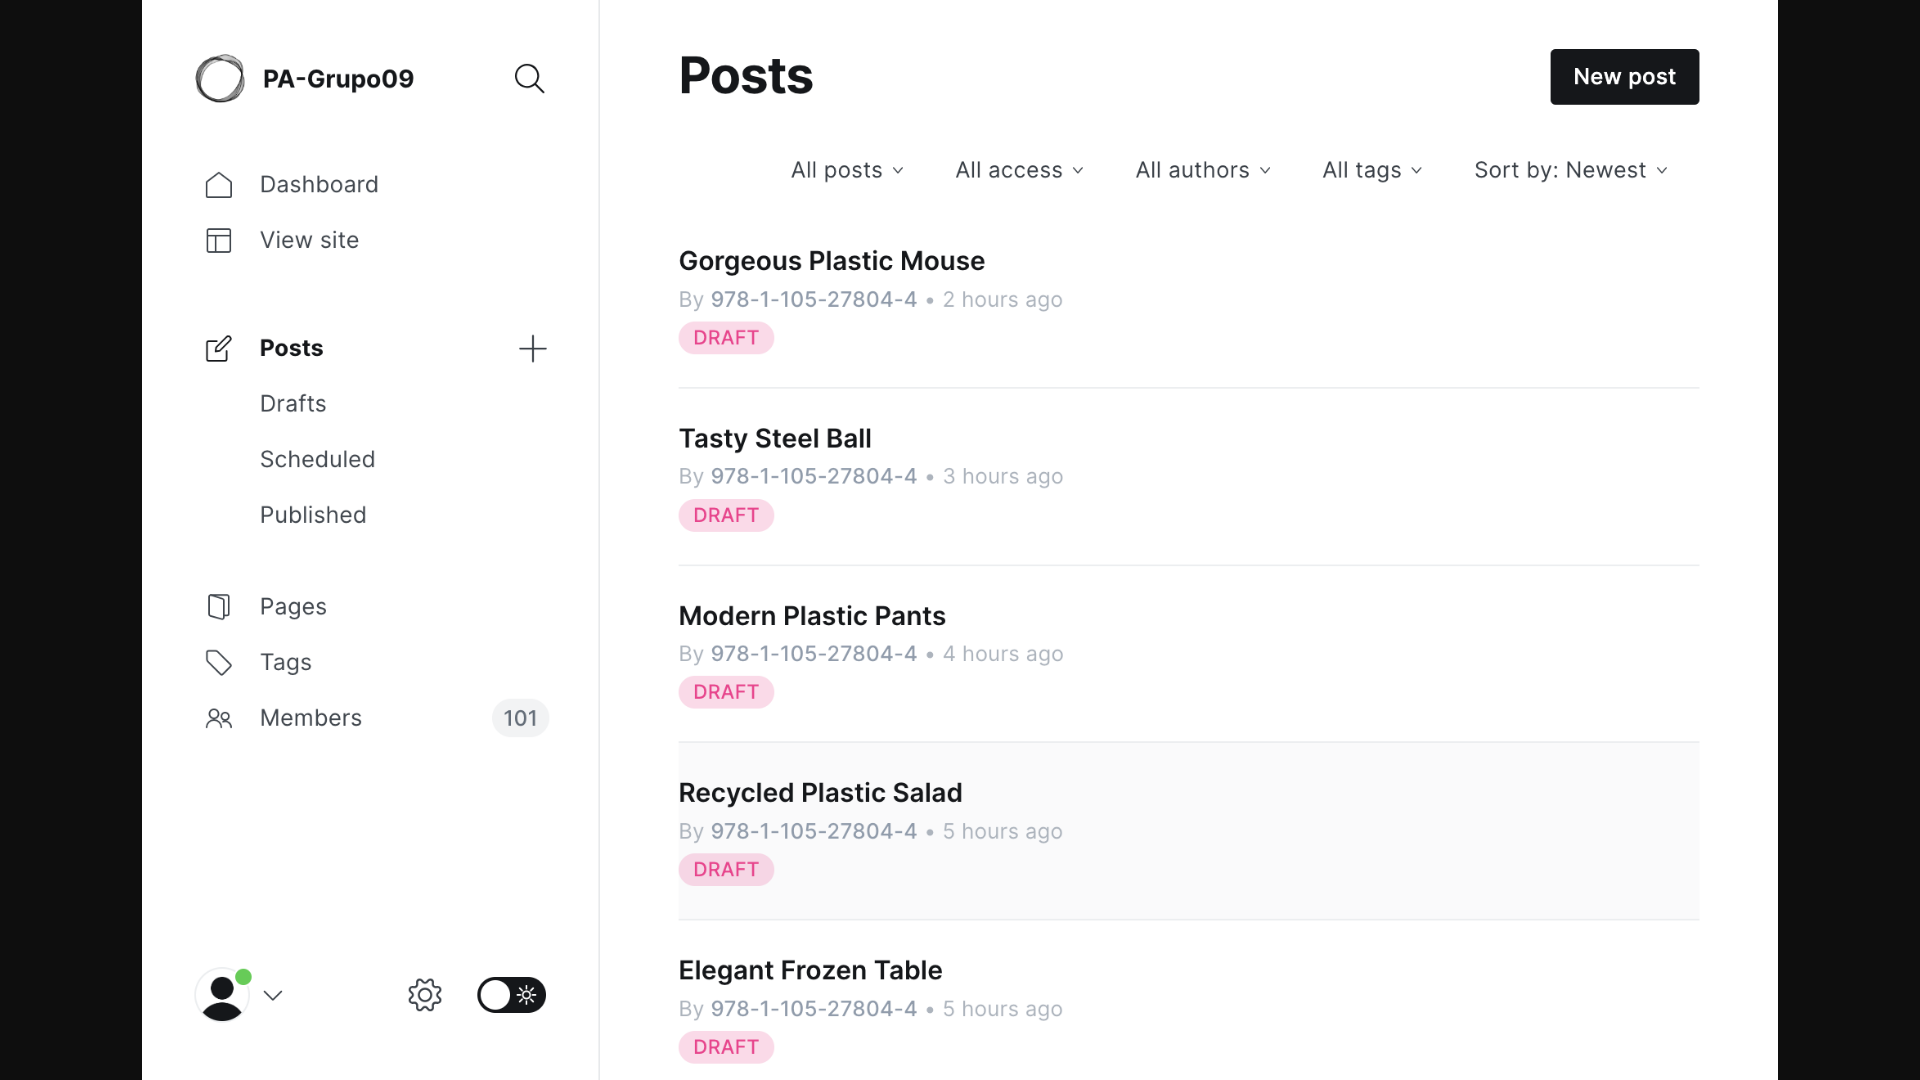 PA-Grupo09
Dashboard
View site
Posts
Drafts
Scheduled
Published
Pages
Tags
Members 101
Posts
New post
All posts All access All authors All tags Sort by: Newest
Gorgeous Plastic Mouse
By 978-1-105-27804-4 • 2 hours ago
DRAFT
Tasty Steel Ball
By 978-1-105-27804-4 • 3 hours ago
DRAFT
Modern Plastic Pants
By 978-1-105-27804-4 • 4 hours ago
DRAFT
Recycled Plastic Salad
By 978-1-105-27804-4 • 5 hours ago
DRAFT
Elegant Frozen Table
By 978-1-105-27804-4 • 5 hours ago
DRAFT